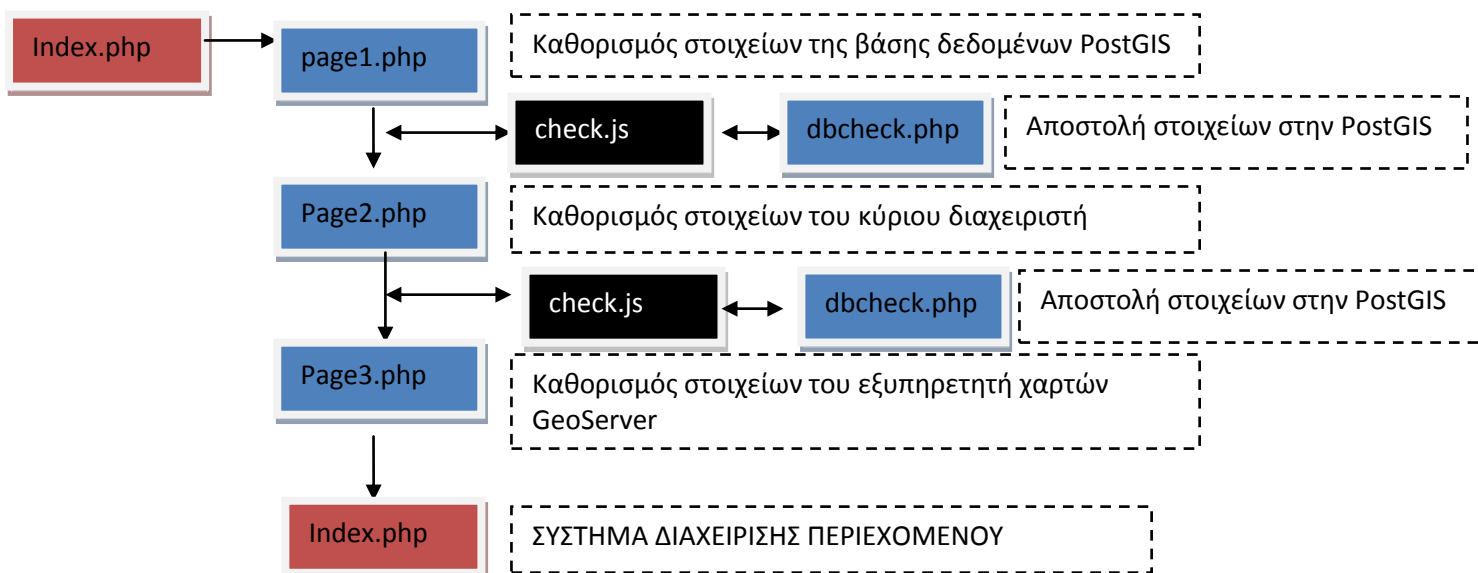 Index.php
page1.php
Καθορισμός στοιχείων της βάσης δεδομένων PostGIS
check.js
dbcheck.php
Αποστολή στοιχείων στην PostGIS
Page2.php
Καθορισμός στοιχείων του κύριου διαχειριστή
check.js
dbcheck.php
Αποστολή στοιχείων στην PostGIS
Page3.php
Καθορισμός στοιχείων του εξυπηρετητή χαρτών
GeoServer
Index.php
ΣΥΣΤΗΜΑ ΔΙΑΧΕΙΡΙΣΗΣ ΠΕΡΙΕΧΟΜΕΝΟΥ